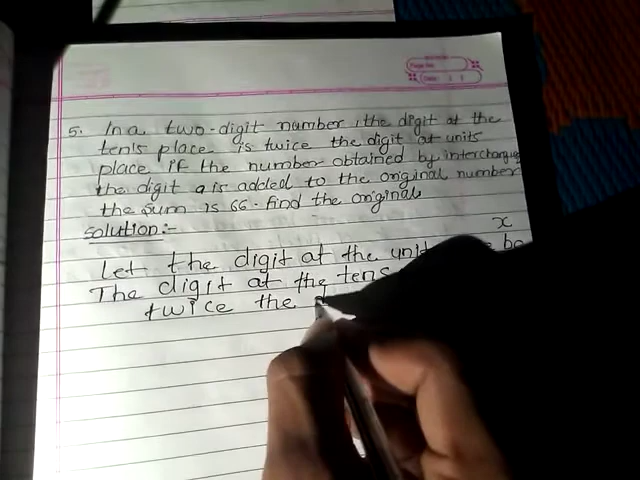 5. In a two-digit number, the digit at the
ten's place is twice the digit at units
place if the number obtained by interchanging
the digit a is added to the original number
the sum is 66. find the original
solution:-
x
Let the digit at the unit be
The digit at the tens
twice the